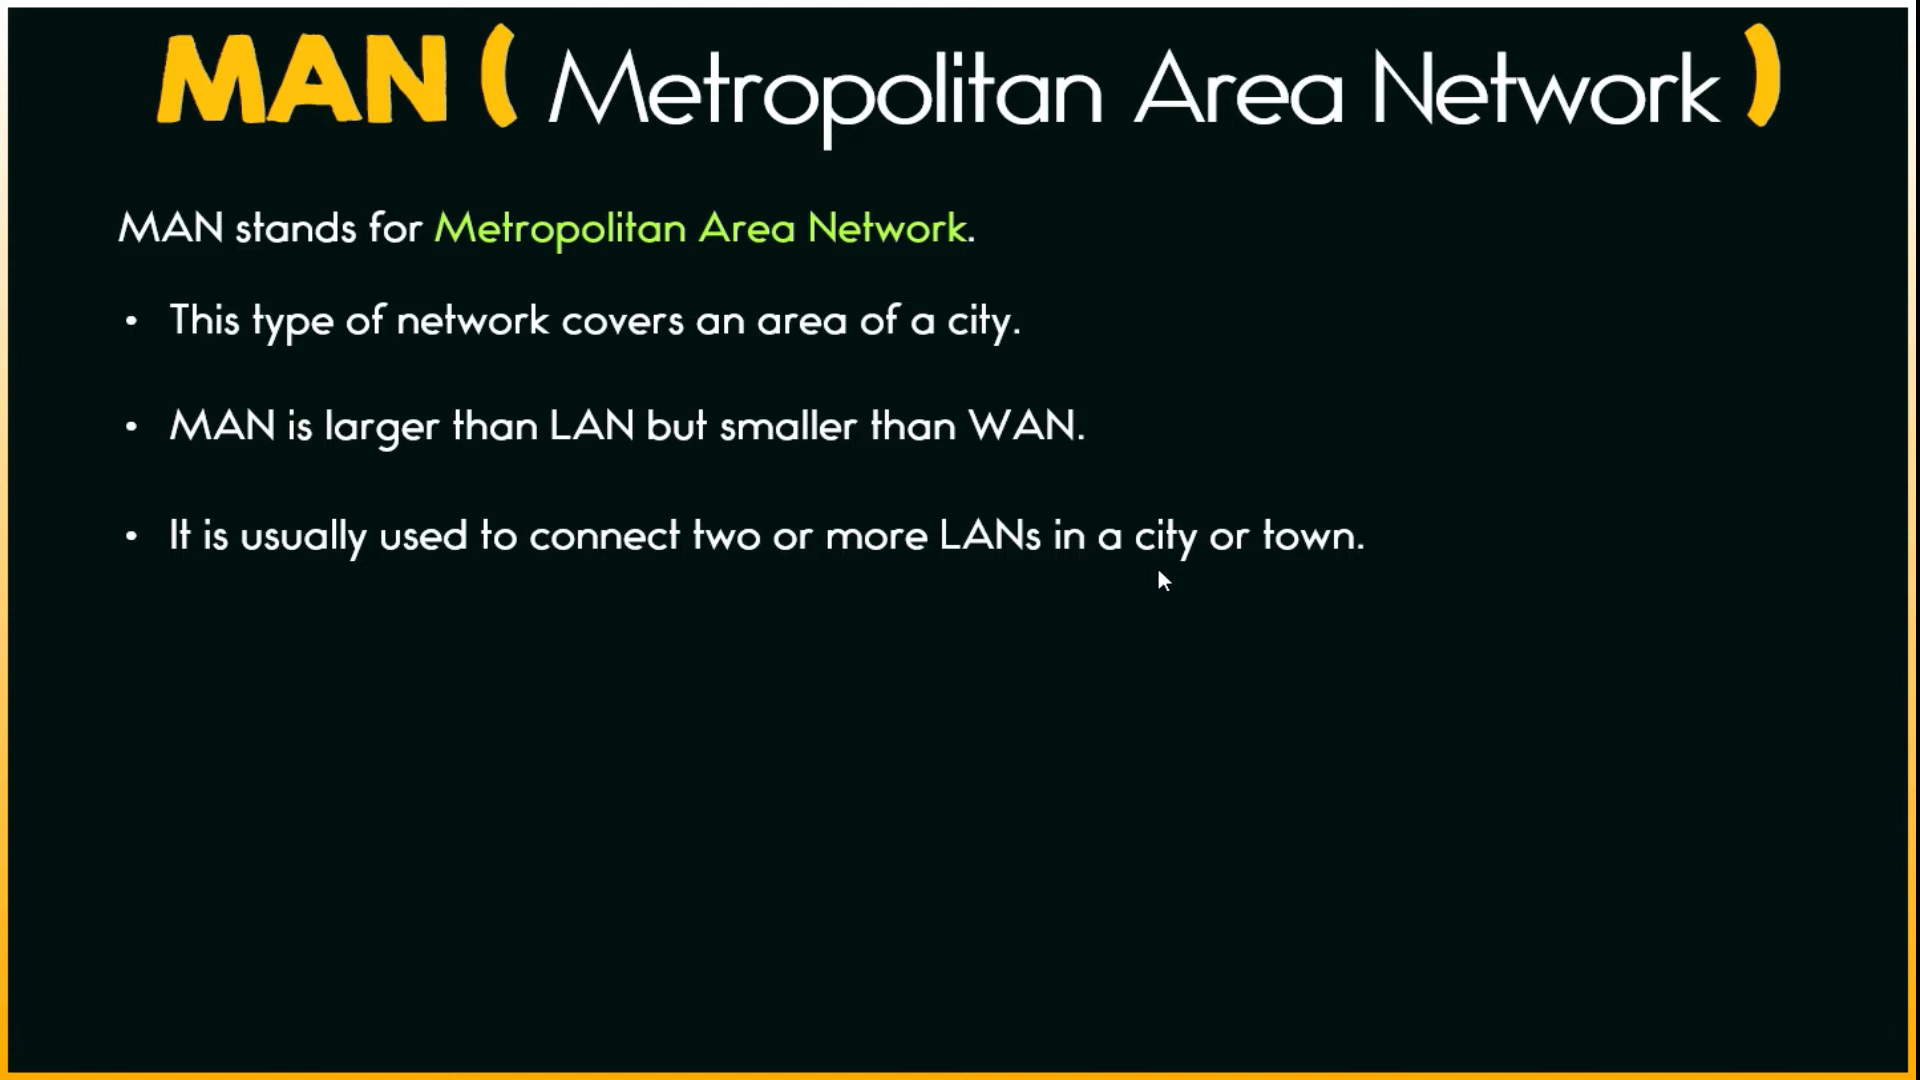 MAN ( Metropolitan Area Network )
MAN stands for Metropolitan Area Network.
• This type of network covers an area of a city.
• MAN is larger than LAN but smaller than WAN.
• It is usually used to connect two or more LANs in a city or town.